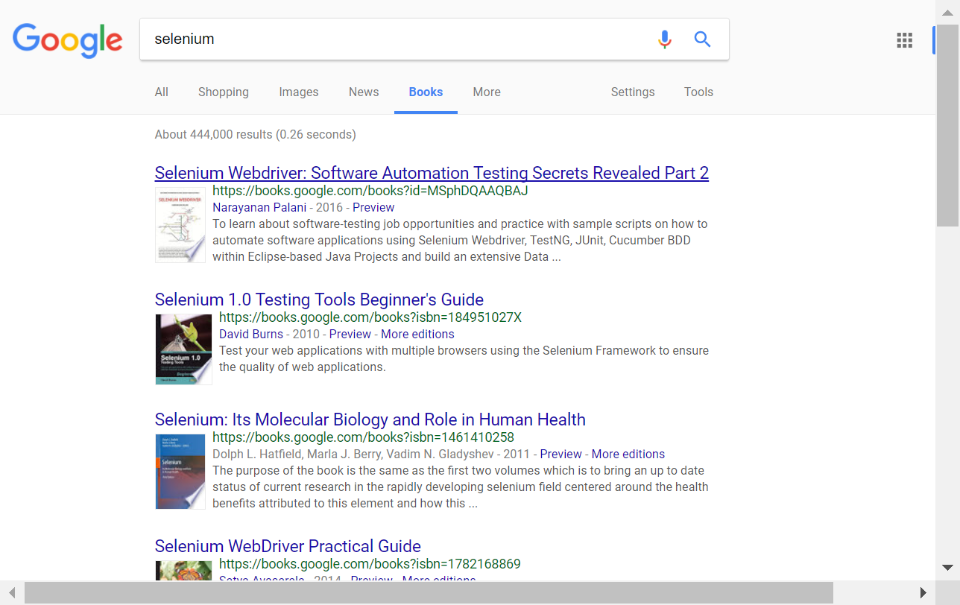 Google
selenium
All Shopping Images News Books More Settings Tools
About 444,000 results (0.26 seconds)
Selenium Webdriver: Software Automation Testing Secrets Revealed Part 2
https://books.google.com/books?id=MSphDQAAQBAJ
Narayanan Palani - 2016 - Preview
To learn about software-testing job opportunities and practice with sample scripts on how to
automate software applications using Selenium Webdriver, TestNG, JUnit, Cucumber BDD
within Eclipse-based Java Projects and build an extensive Data ...
Selenium 1.0 Testing Tools Beginner's Guide
https://books.google.com/books?isbn=184951027X
David Burns - 2010 - Preview - More editions
Test your web applications with multiple browsers using the Selenium Framework to ensure
the quality of web applications.
Selenium 1.0
Selenium: Its Molecular Biology and Role in Human Health
https://books.google.com/books?isbn=1461410258
Dolph L. Hatfield, Marla J. Berry, Vadim N. Gladyshev - 2011 - Preview - More editions
The purpose of the book is the same as the first two volumes which is to bring an up to date
status of current research in the rapidly developing selenium field centered around the health
benefits attributed to this element and how this ...
Selenium
Selenium WebDriver Practical Guide
https://books.google.com/books?isbn=1782168869
2014 - Preview - More editions